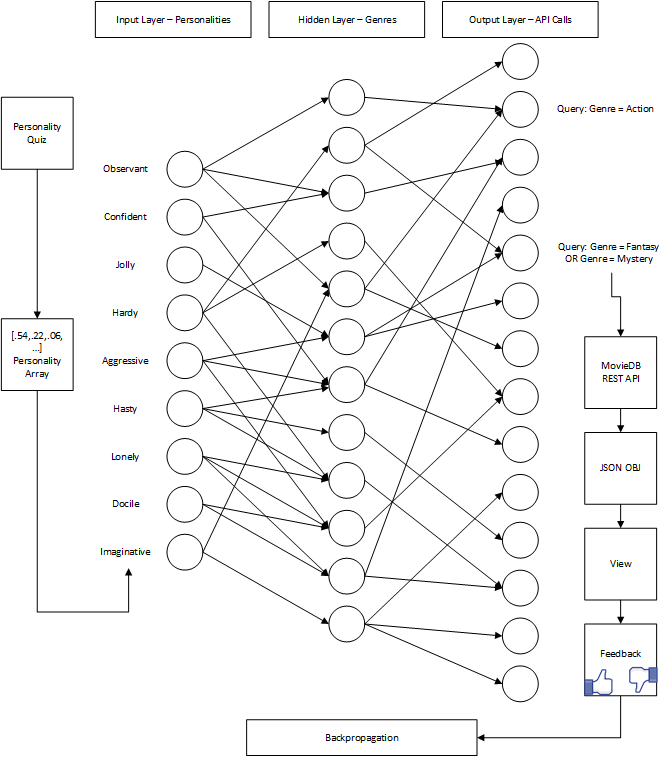 Input Layer – Personalities
Hidden Layer – Genres
Output Layer – API Calls
Personality
Quiz
Query: Genre = Action
Observant
Confident
Jolly
Hardy
Aggressive
Hasty
Lonely
Docile
Imaginative
[.54,.22,.06,
...]
Personality
Array
Query: Genre = Fantasy
OR Genre = Mystery
MovieDB
REST API
JSON OBJ
View
Feedback
Backpropagation